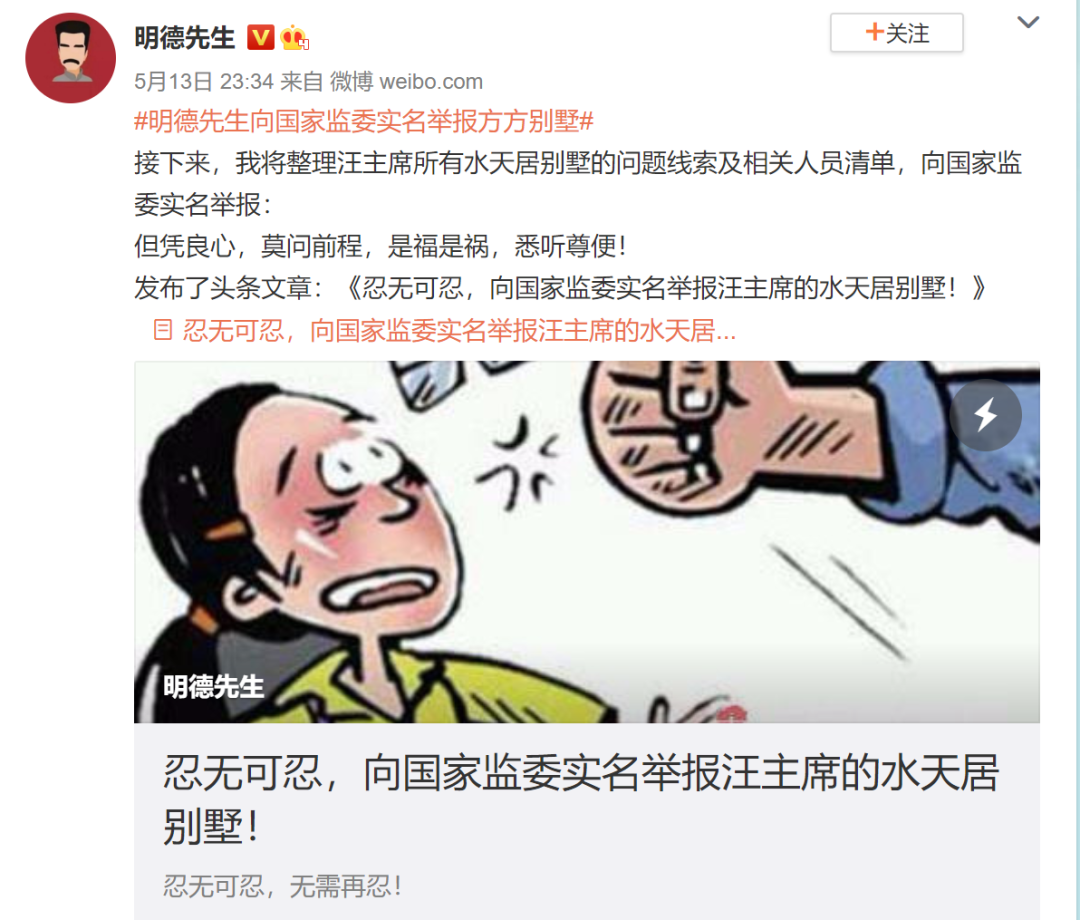 明德先生
+关注
5月13日 23:34 来自 微博 weibo.com
#明德先生向国家监委实名举报方方别墅#
接下来，我将整理汪主席所有水天居别墅的问题线索及相关人员清单，向国家监
委实名举报：
但凭良心，莫问前程，是福是祸，悉听尊便！
发布了头条文章：《忍无可忍，向国家监委实名举报汪主席的水天居别墅！》
忍无可忍，向国家监委实名举报汪主席的水天居...
明德先生
忍无可忍，向国家监委实名举报汪主席的水天居
别墅！
忍无可忍，无需再忍！